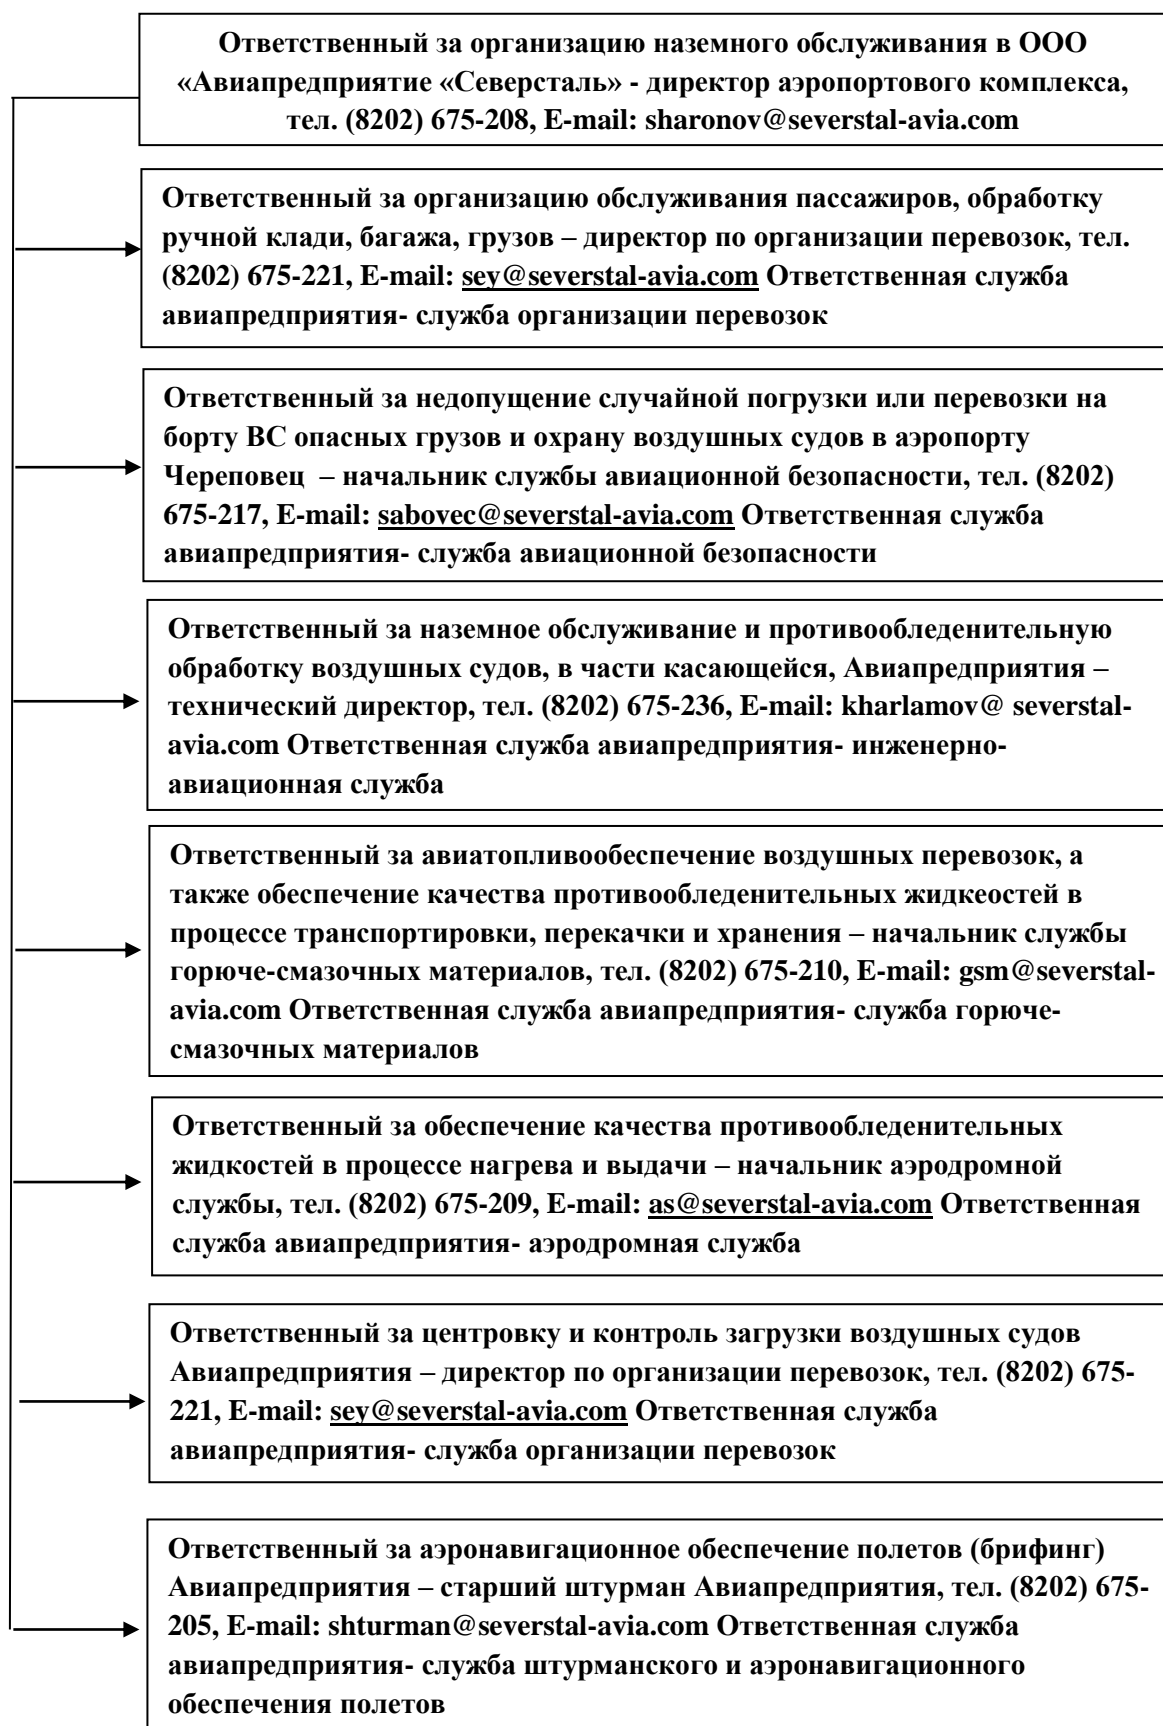 Ответственный за организацию наземного обслуживания в ООО
«Авиапредприятие «Северсталь» - директор аэропортового комплекса,
тел. (8202) 675-208, E-mail: sharonov@severstal-avia.com
Ответственный за организацию обслуживания пассажиров, обработку
ручной клади, багажа, грузов – директор по организации перевозок, тел.
(8202) 675-221, E-mail: sey@severstal-avia.com Ответственная служба
авиапредприятия- служба организации перевозок
Ответственный за недопущение случайной погрузки или перевозки на
борту ВС опасных грузов и охрану воздушных судов в аэропорту
Череповец – начальник службы авиационной безопасности, тел. (8202)
675-217, E-mail: sabovec@severstal-avia.com Ответственная служба
авиапредприятия- служба авиационной безопасности
Ответственный за наземное обслуживание и противообледенительную
обработку воздушных судов, в части касающейся, Авиапредприятия –
технический директор, тел. (8202) 675-236, E-mail: kharlamov@ severstal-
avia.com Ответственная служба авиапредприятия- инженерно-
авиационная служба
Ответственный за авиатопливообеспечение воздушных перевозок, а
также обеспечение качества противообледенительных жидкеостей в
процессе транспортировки, перекачки и хранения – начальник службы
горюче-смазочных материалов, тел. (8202) 675-210, E-mail: gsm@severstal-
avia.com Ответственная служба авиапредприятия- служба горюче-
смазочных материалов
Ответственный за обеспечение качества противообледенительных
жидкостей в процессе нагрева и выдачи – начальник аэродромной
службы, тел. (8202) 675-209, E-mail: as@severstal-avia.com Ответственная
служба авиапредприятия- аэродромная служба
Ответственный за центровку и контроль загрузки воздушных судов
Авиапредприятия – директор по организации перевозок, тел. (8202) 675-
221, E-mail: sey@severstal-avia.com Ответственная служба
авиапредприятия- служба организации перевозок
Ответственный за аэронавигационное обеспечение полетов (брифинг)
Авиапредприятия – старший штурман Авиапредприятия, тел. (8202) 675-
205, E-mail: shturman@severstal-avia.com Ответственная служба
авиапредприятия- служба штурманского и аэронавигационного
обеспечения полетов